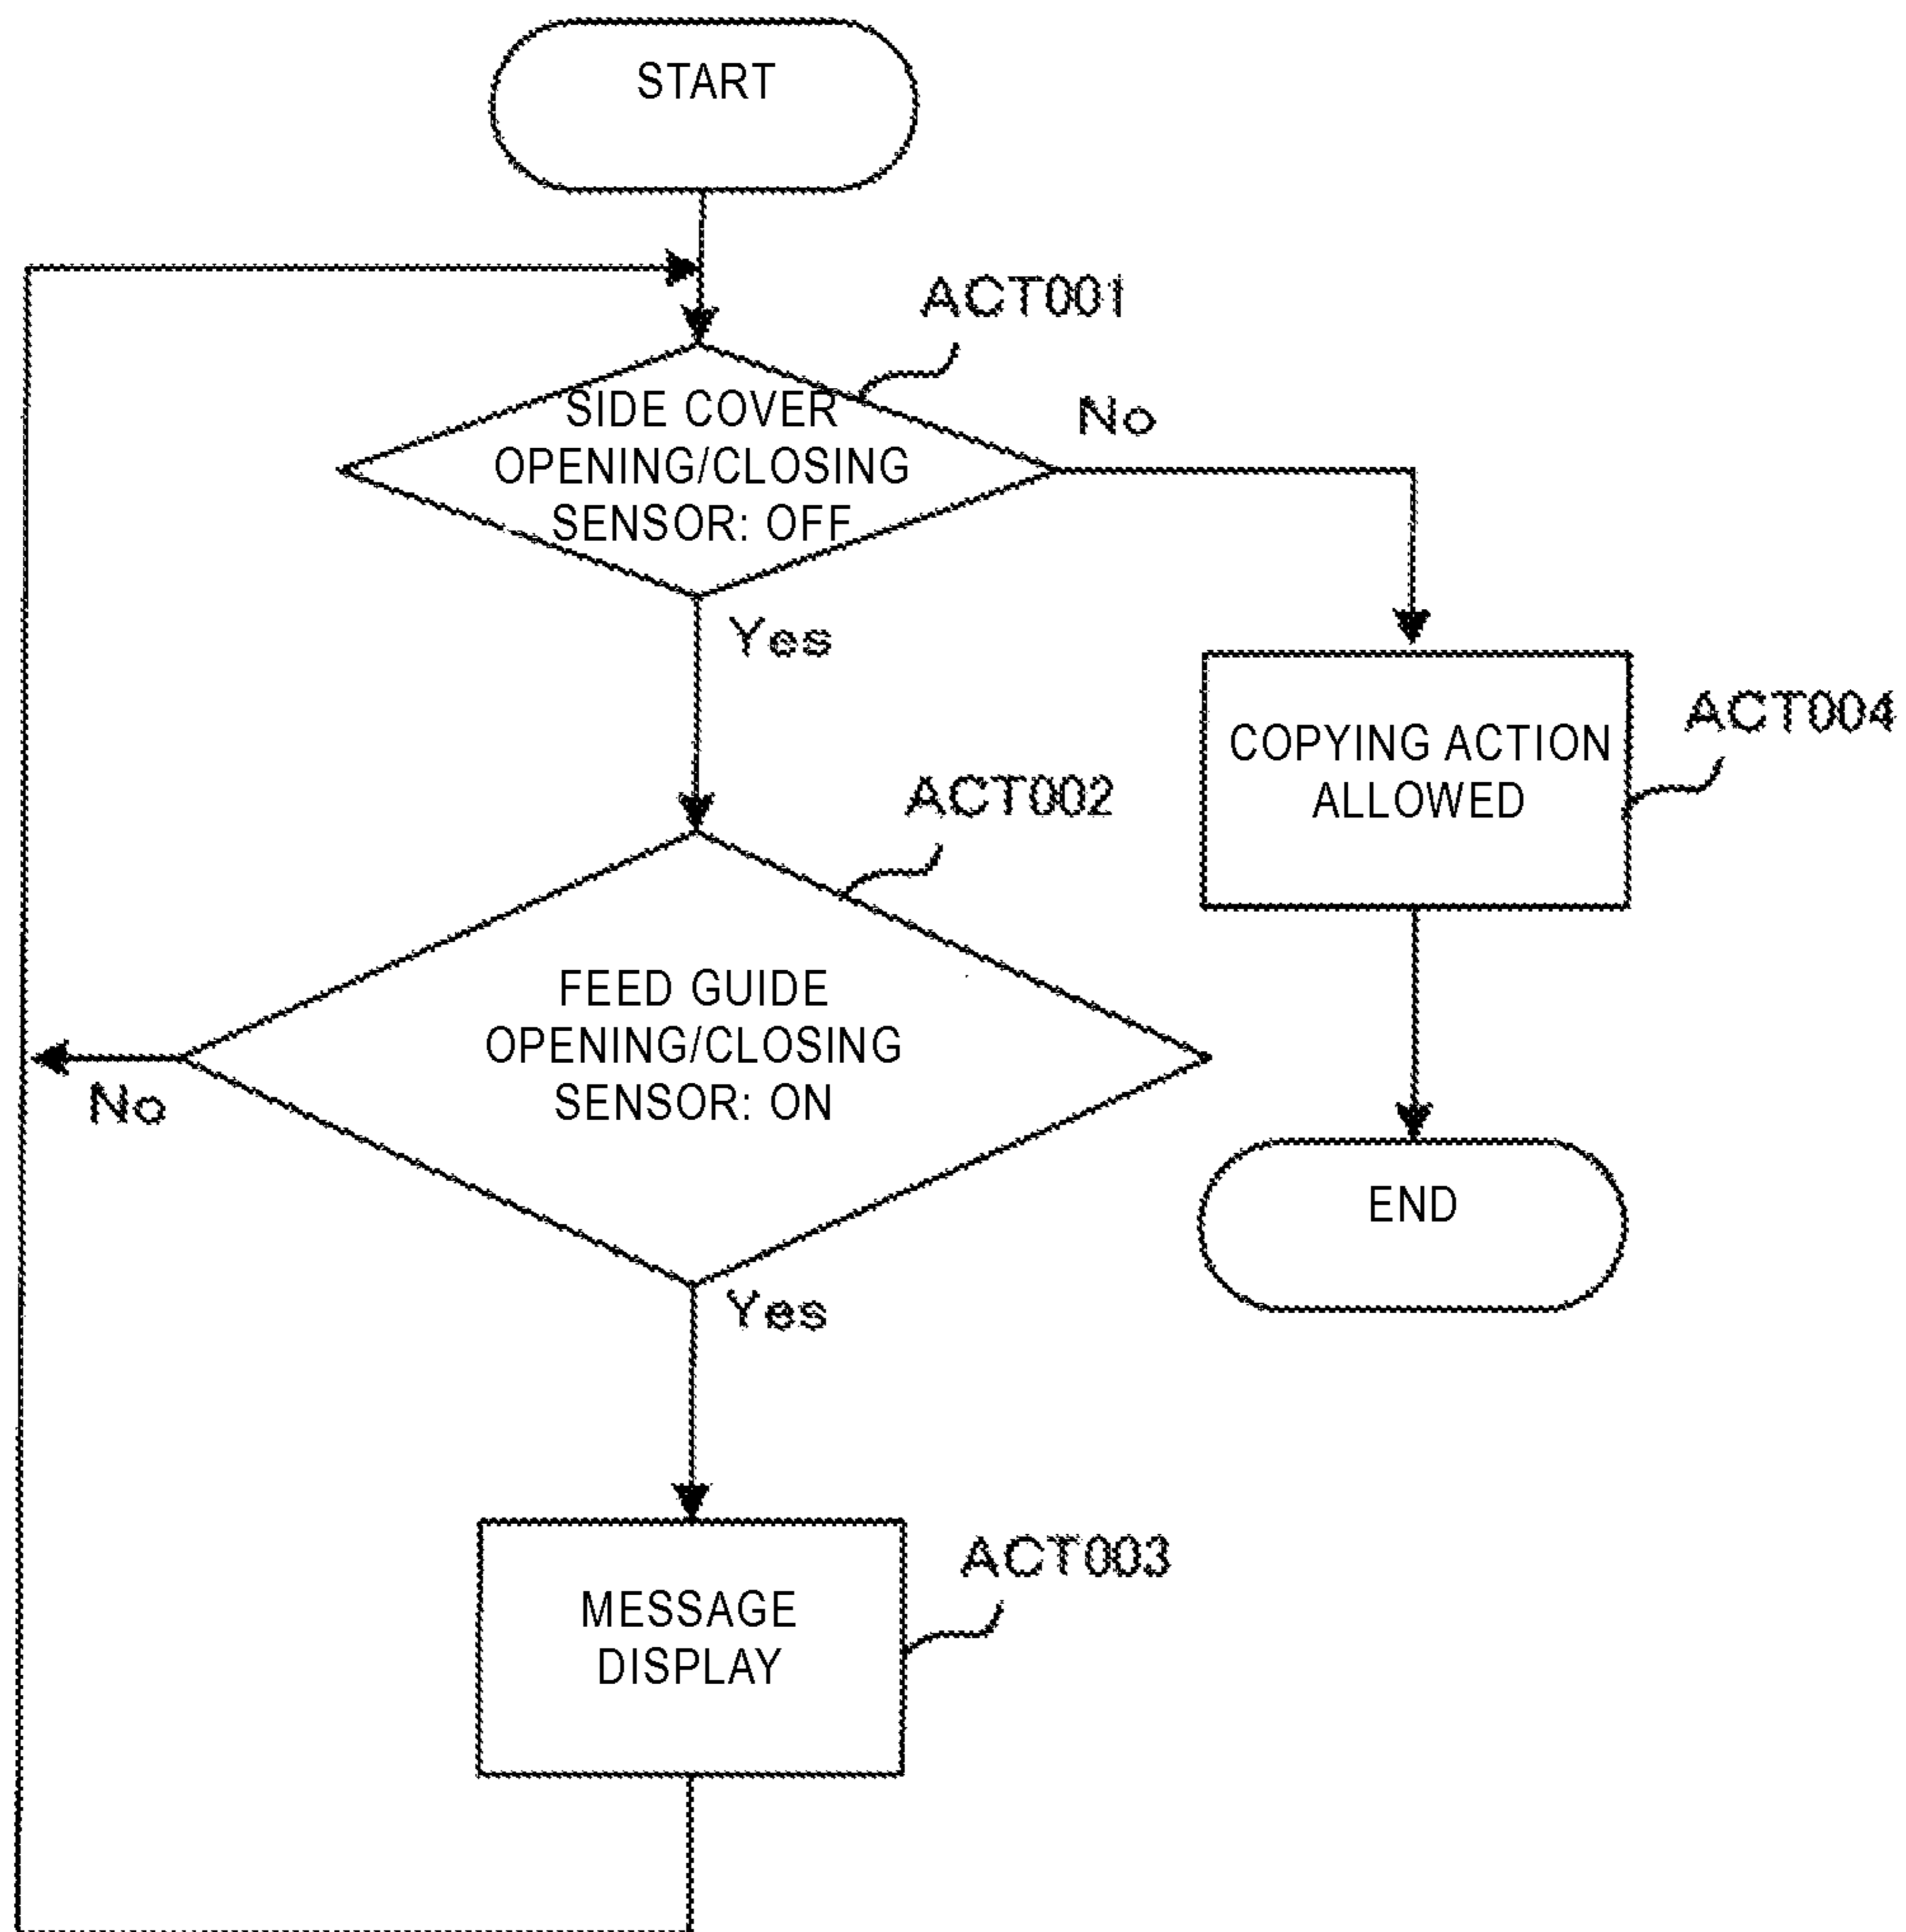 START
ACT001
SIDE COVER
OPENING/CLOSING
SENSOR: OFF
No
Yes
COPYING ACTION
ALLOWED
ACT004
ACT002
FEED GUIDE
OPENING/CLOSING
SENSOR: ON
No
Yes
END
MESSAGE
DISPLAY
ACT003